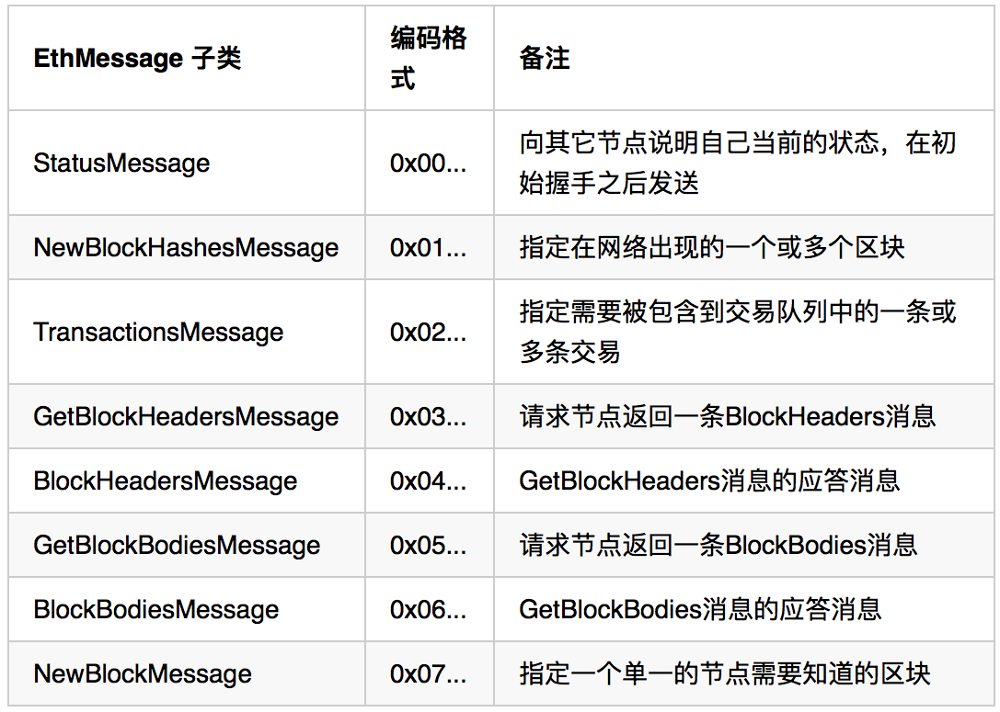 EthMessage 子类
编码格
式
备注
StatusMessage
0x00...
向其它节点说明自己当前的状态，在初
始握手之后发送
NewBlockHashesMessage
0x01...
指定在网络出现的一个或多个区块
TransactionsMessage
0x02...
指定需要被包含到交易队列中的一条或
多条交易
GetBlockHeadersMessage
0x03...
请求节点返回一条BlockHeaders消息
BlockHeadersMessage
0x04...
GetBlockHeaders消息的应答消息
GetBlockBodiesMessage
0x05...
请求节点返回一条BlockBodies消息
BlockBodiesMessage
0x06...
GetBlockBodies消息的应答消息
NewBlockMessage
0x07...
指定一个单一的节点需要知道的区块